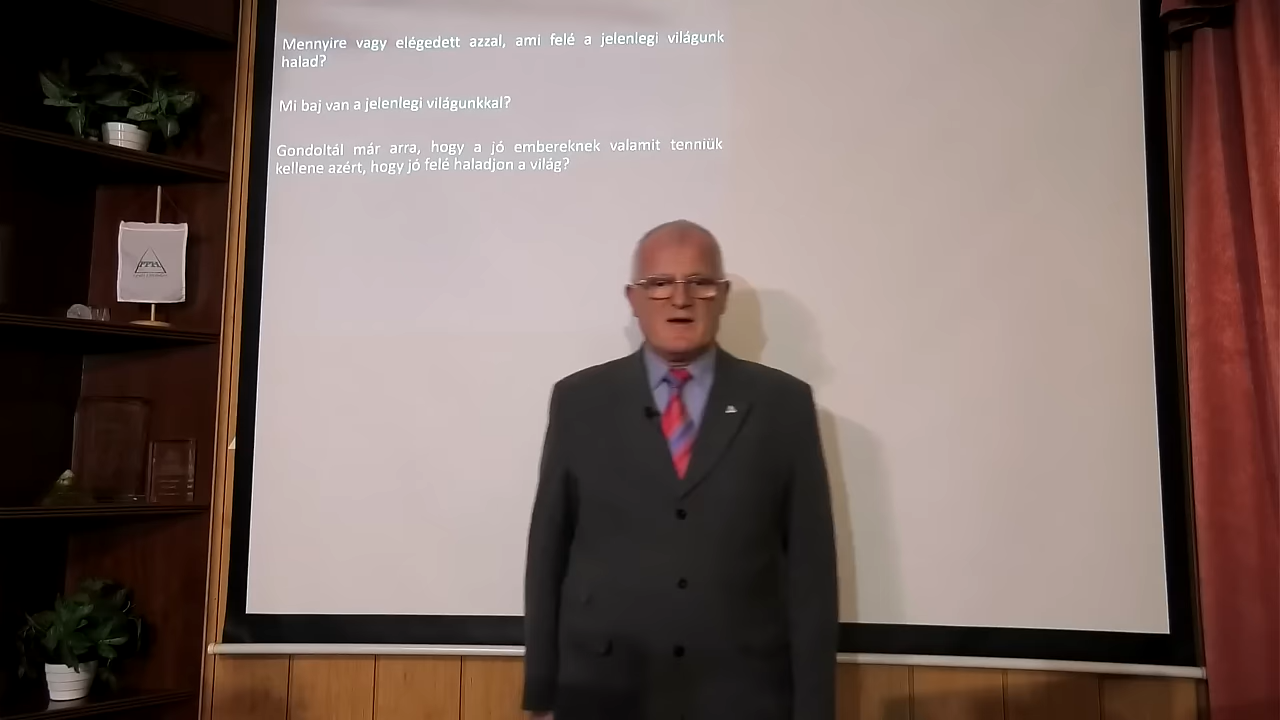 Mennyire vagy elégedett azzal, ami felé a jelenlegi világunk
halad?
Mi baj van a jelenlegi világunkkal?
Gondoltál már arra, hogy a jó embereknek valamit tenniük
kellene azért, hogy jó felé haladjon a világ?